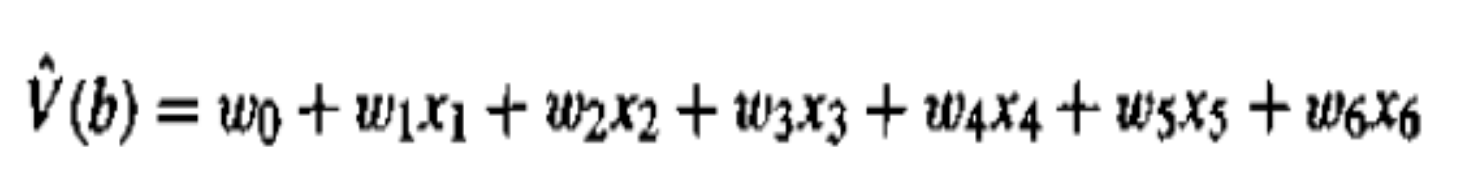 V̂(b) = w₀ + w₁x₁ + w₂x₂ + w₃x₃ + w₄x₄ + w₅x₅ + w₆x₆